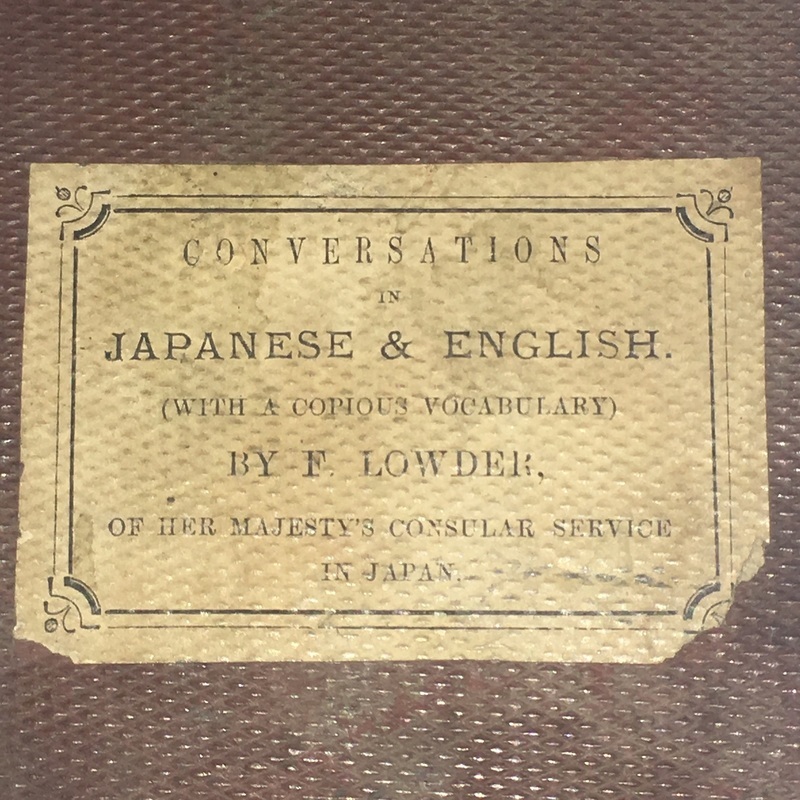 CONVERSATIONS
IN
JAPANESE & ENGLISH.
(WITH A COPIOUS VOCABULARY)
BY F. LOWDER,
OF HER MAJESTY'S CONSULAR SERVICE
IN JAPAN.